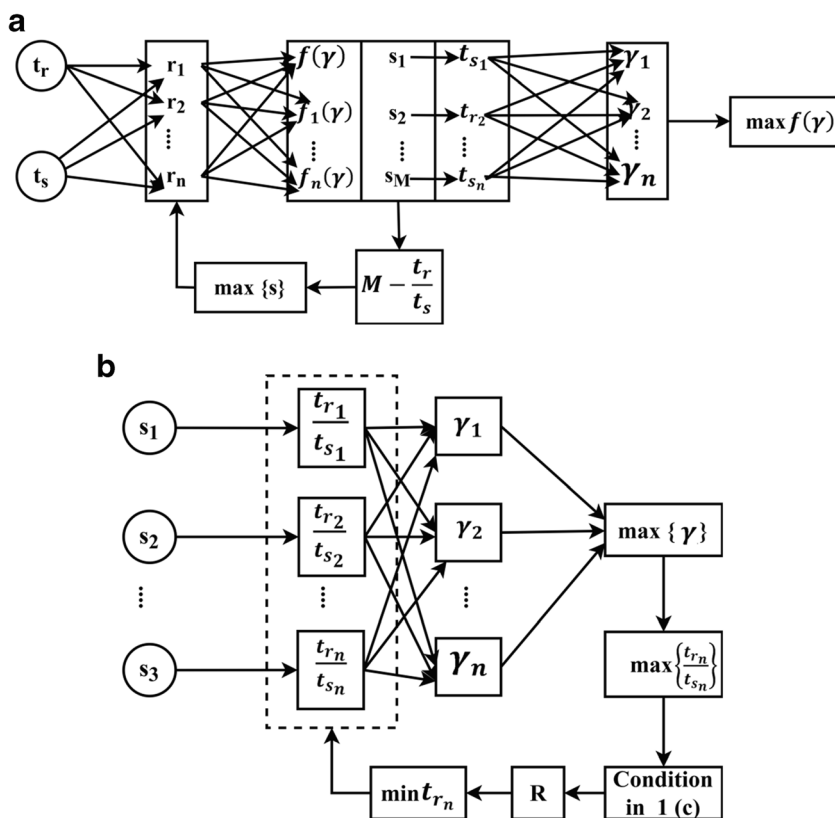 a
t_r
t_s
r_1
r_2
r_n
f(γ)
f_1(γ)
f_n(γ)
s_1
s_2
s_M
t_{s_1}
t_{r_2}
t_{s_n}
γ_1
γ_2
γ_n
max f(γ)
max {s}
M − t_r/t_s
b
s_1
s_2
s_3
t_{r_1}/t_{s_1}
t_{r_2}/t_{s_2}
t_{r_n}/t_{s_n}
γ_1
γ_2
γ_n
max { γ}
max{t_{r_n}/t_{s_n}}
Condition
in 1 (c)
R
min t_{r_n}